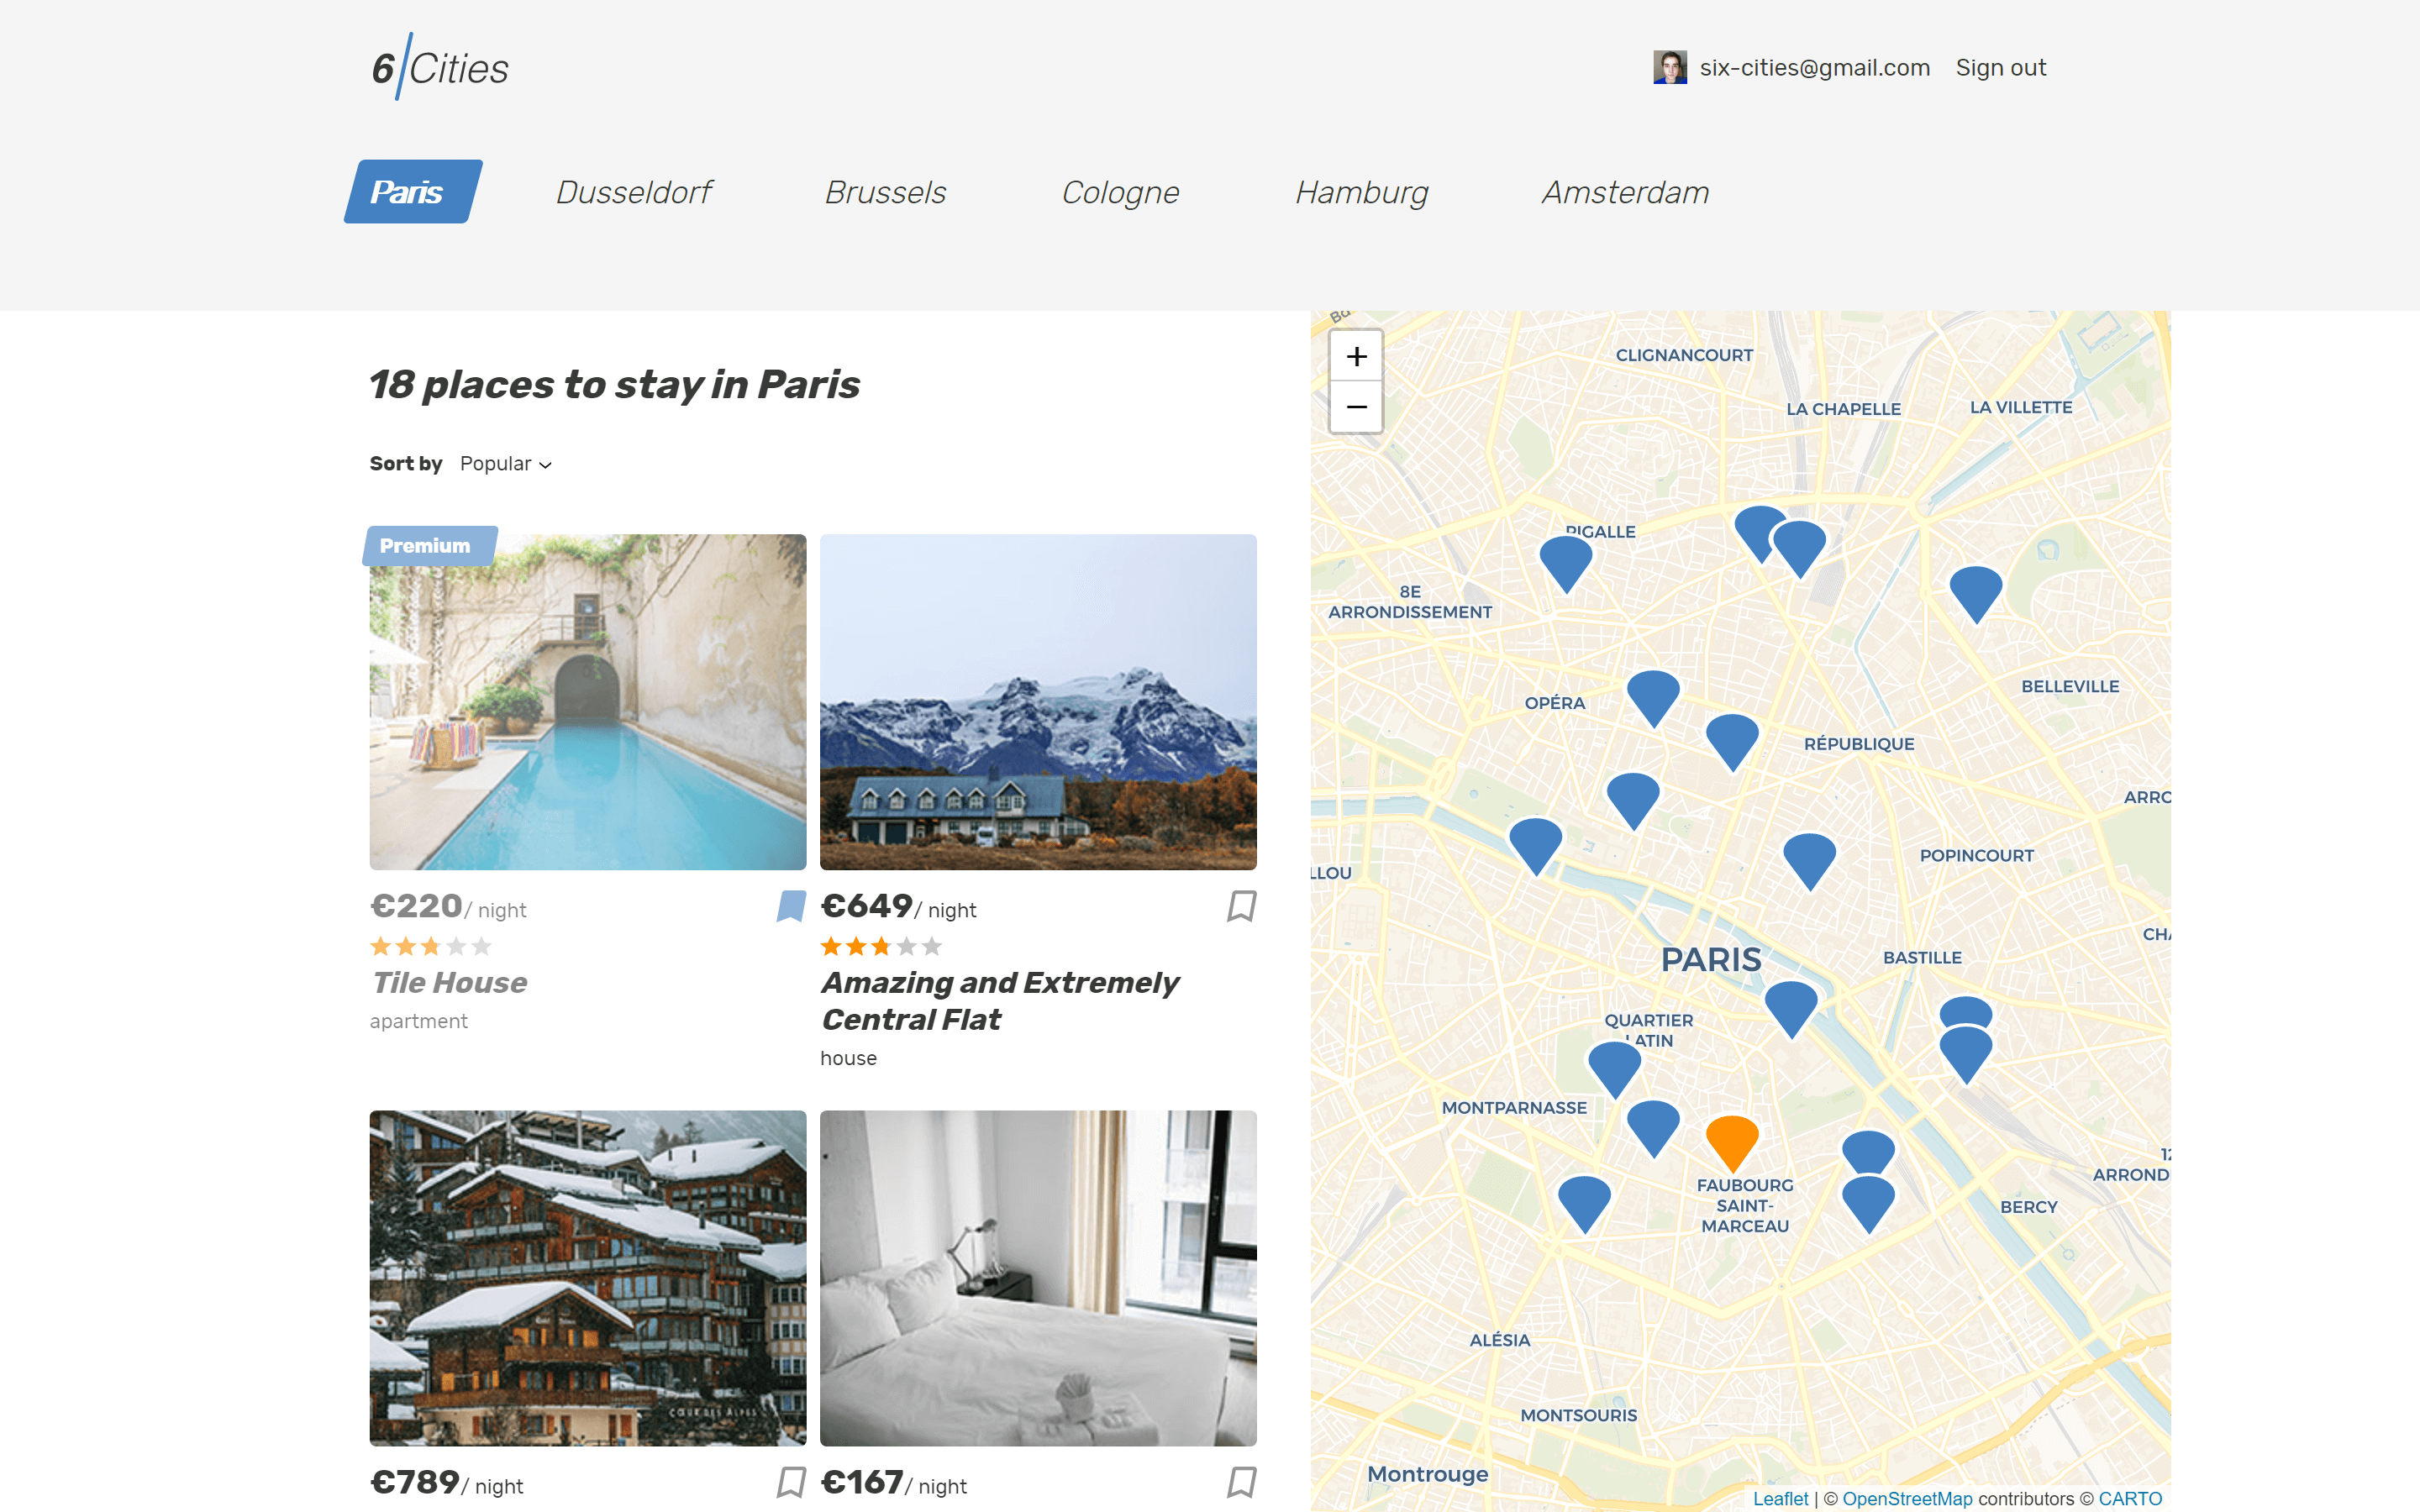 6 Cities
six-cities@gmail.com Sign out
Paris Dusseldorf Brussels Cologne Hamburg Amsterdam
18 places to stay in Paris
Sort by Popular
Premium
€220/ night
Tile House
apartment
€649/ night
Amazing and Extremely
Central Flat
house
COEUR DES ALPES
€789/ night
€167/ night
+
−
CLIGNANCOURT
LA CHAPELLE
LA VILLETTE
PIGALLE
8E
ARRONDISSEMENT
BELLEVILLE
OPÉRA
RÉPUBLIQUE
ARRO
POPINCOURT
LLOU
CHA
PARIS
BASTILLE
QUARTIER
LATIN
MONTPARNASSE
12
ARROND
FAUBOURG
SAINT-
MARCEAU
BERCY
ALÉSIA
MONTSOURIS
Montrouge
Leaflet | © OpenStreetMap contributors © CARTO